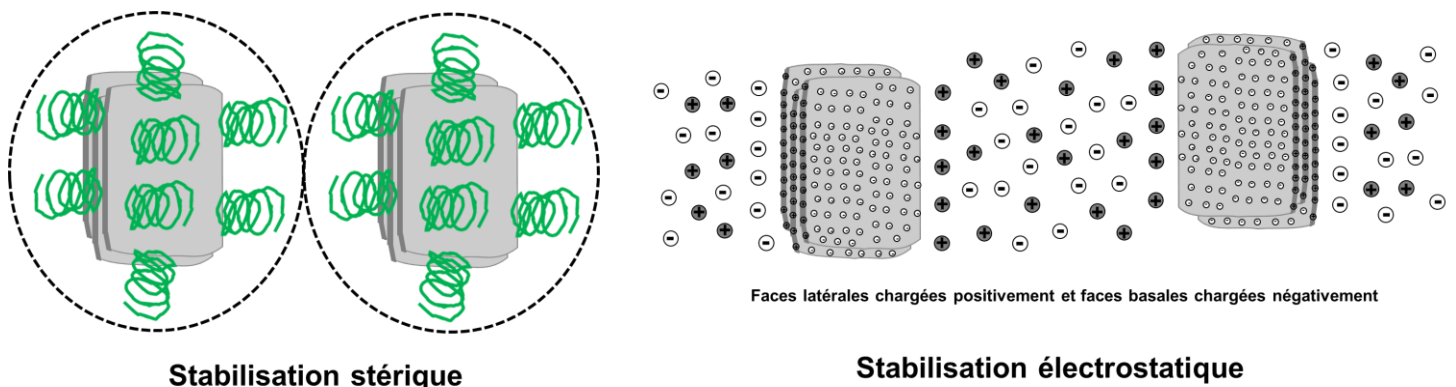 Faces latérales chargées positivement et faces basales chargées négativement
Stabilisation stérique
Stabilisation électrostatique